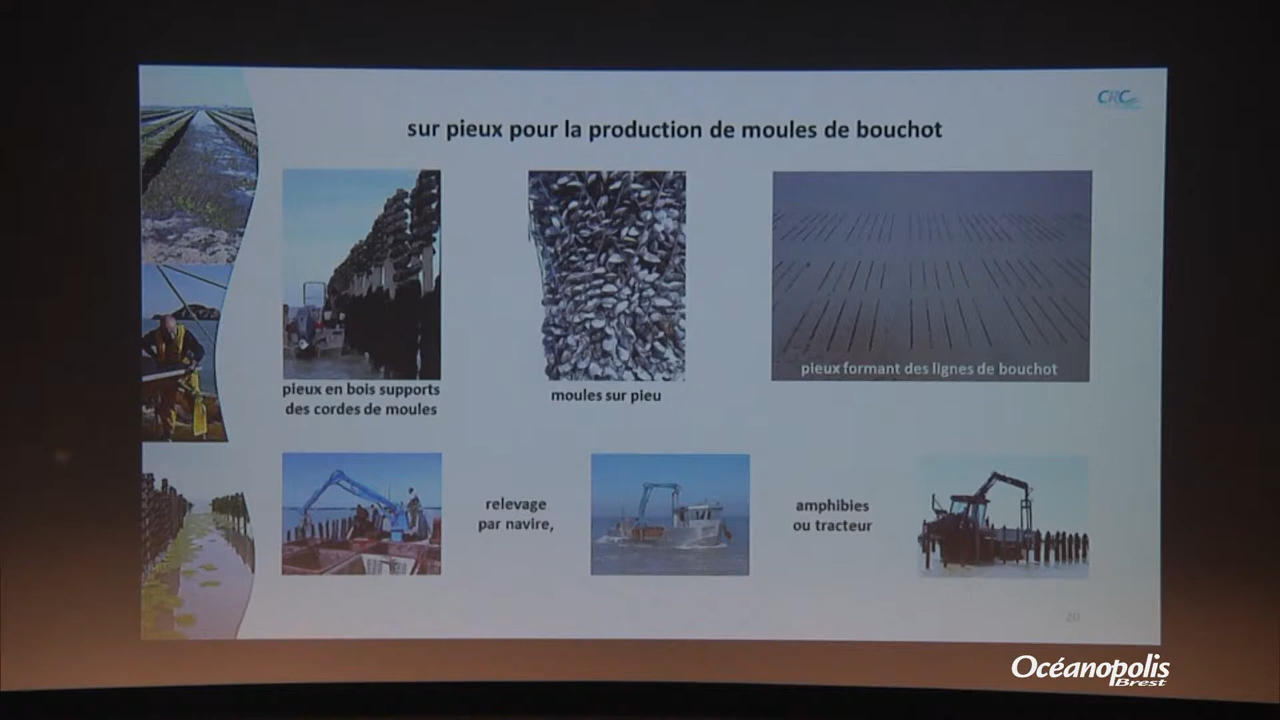 CRC
sur pieux pour la production de moules de bouchot
pieux en bois supports
des cordes de moules
moules sur pieu
pieux formant des lignes de bouchot
relevage
par navire,
amphibies
ou tracteur
20
Océanopolis
Brest